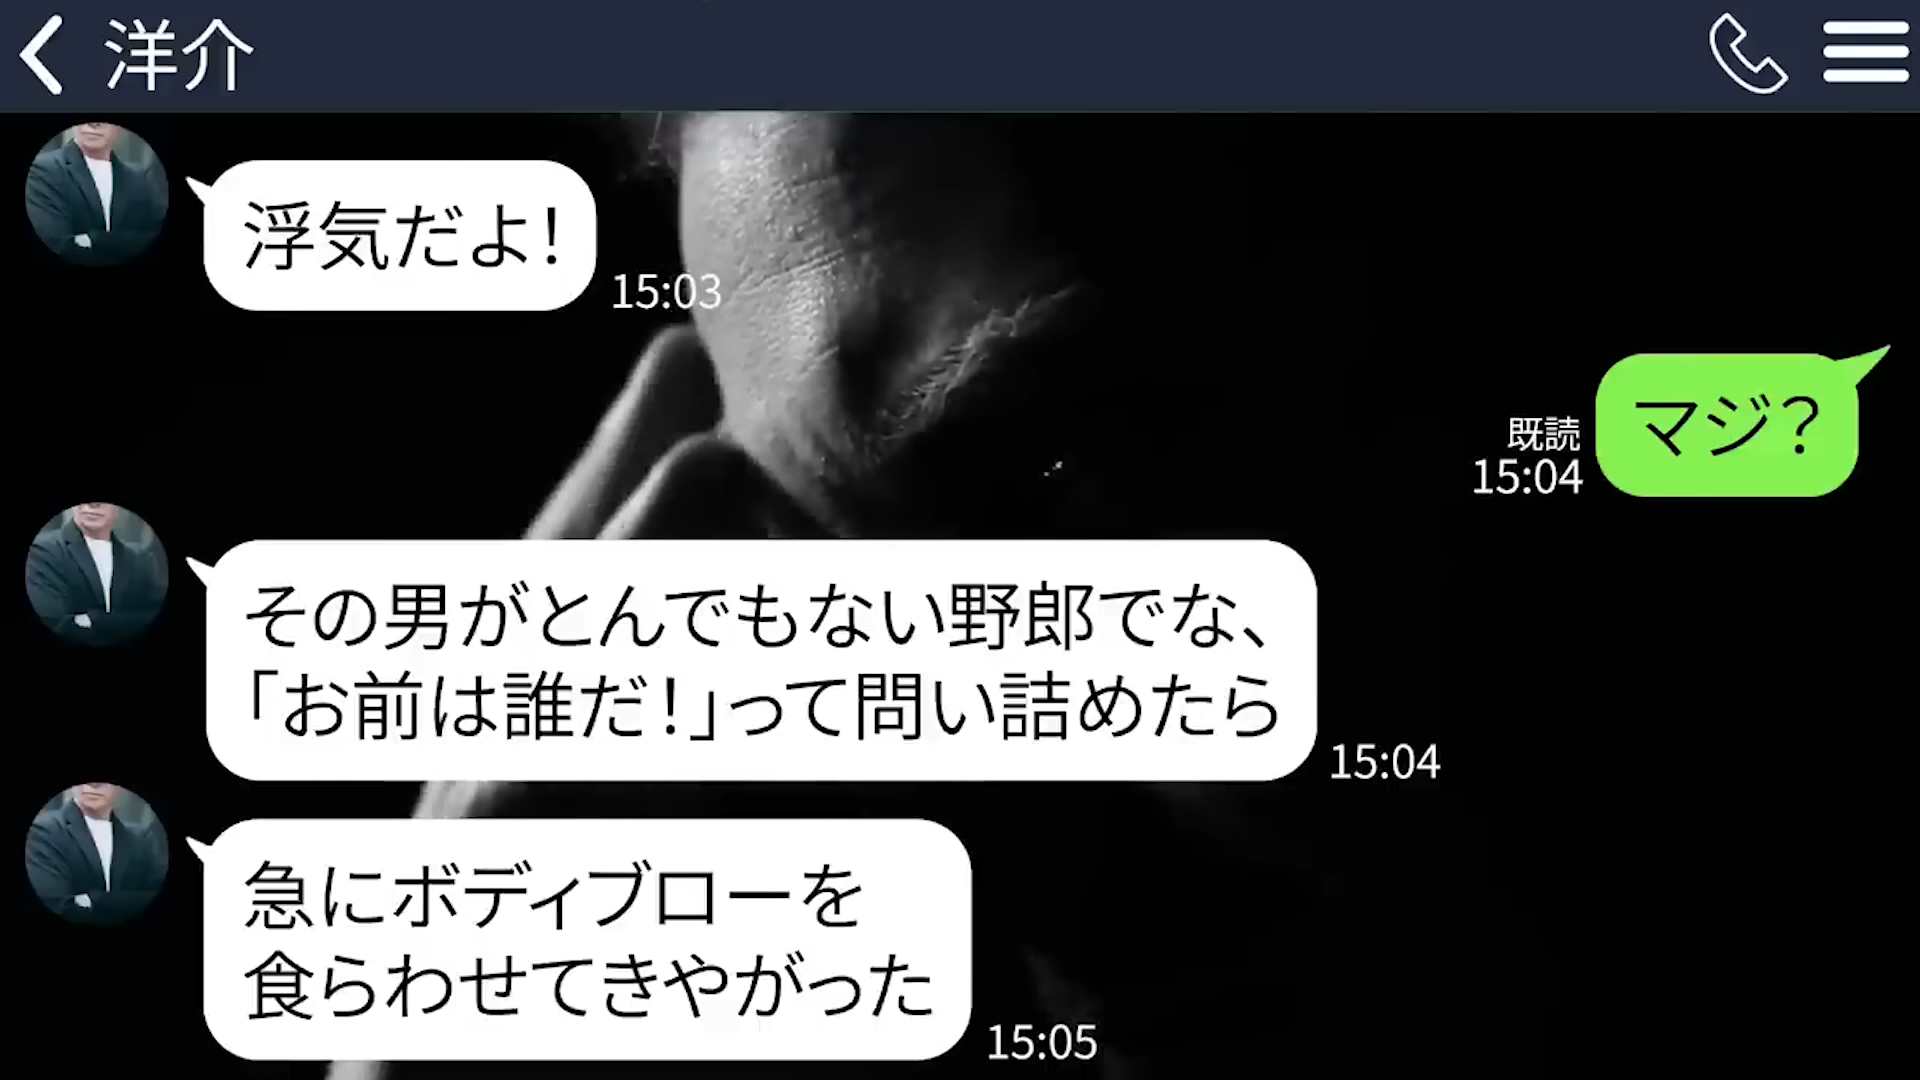 洋介
浮気だよ!
15:03
マジ?
既読
15:04
その男がとんでもない野郎でな、
「お前は誰だ!」って問い詰めたら
15:04
急にボディブローを
食らわせてきやがった
15:05